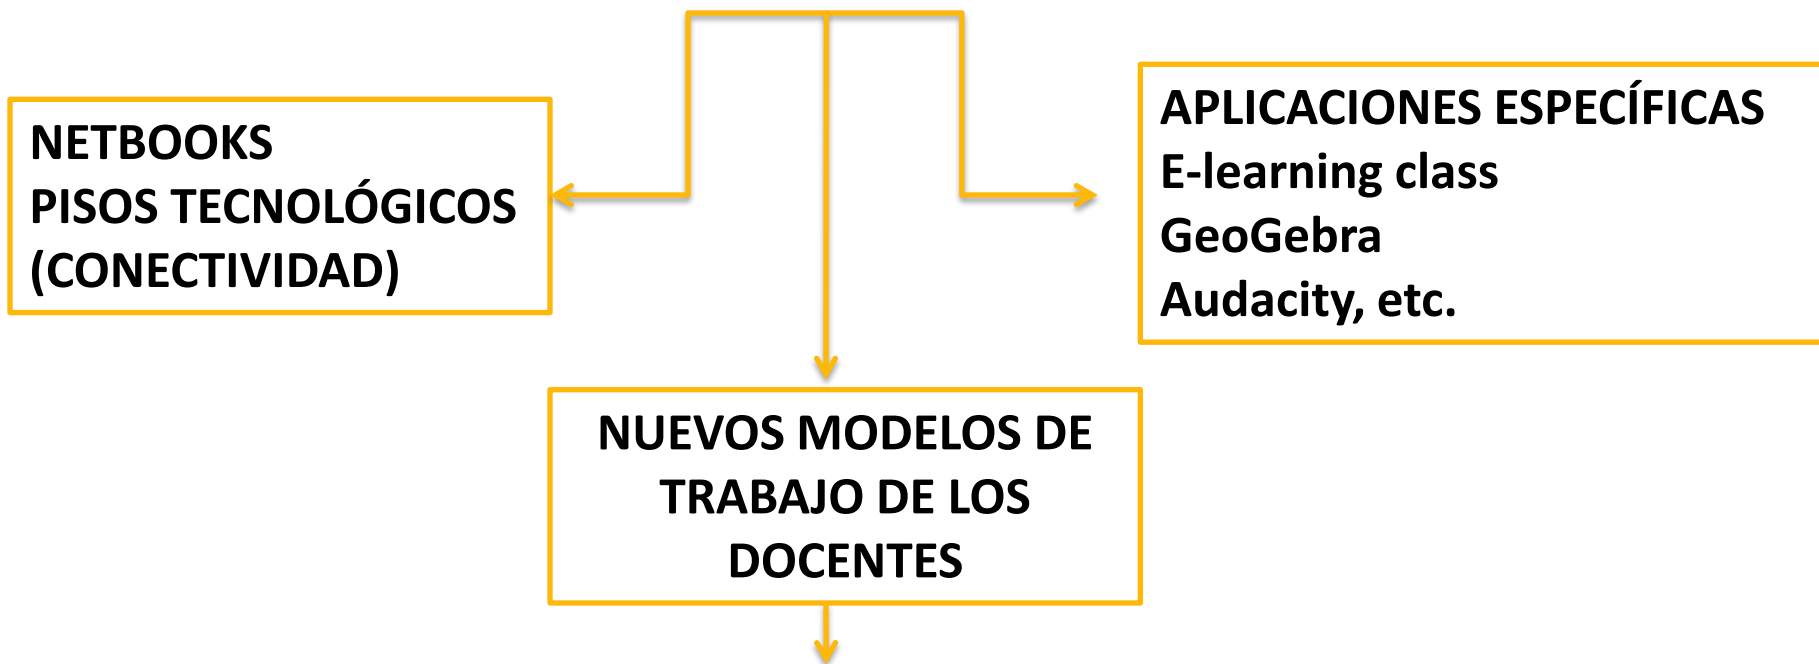 NETBOOKS
PISOS TECNOLÓGICOS
(CONECTIVIDAD)
APLICACIONES ESPECÍFICAS
E-learning class
GeoGebra
Audacity, etc.
NUEVOS MODELOS DE
TRABAJO DE LOS
DOCENTES